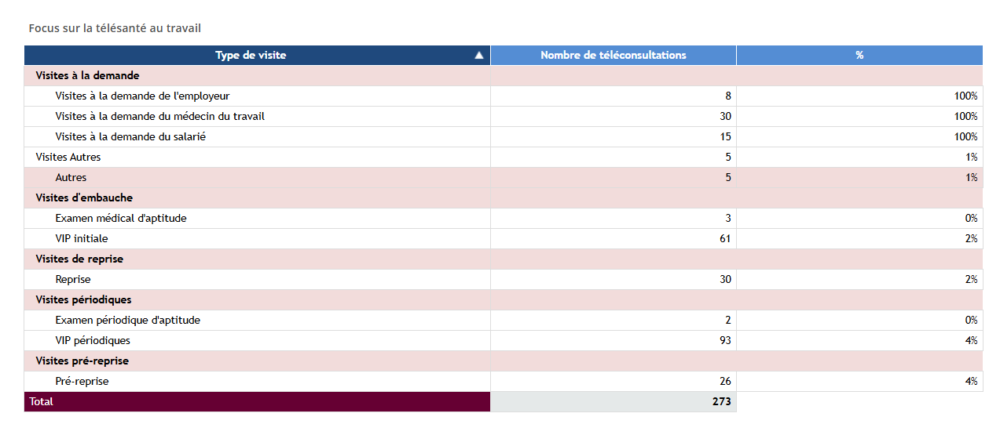 Focus sur la télésanté au travail
Type de visite ▲ Nombre de téléconsultations %
Visites à la demande
Visites à la demande de l'employeur 8 100%
Visites à la demande du médecin du travail 30 100%
Visites à la demande du salarié 15 100%
Visites Autres 5 1%
Autres 5 1%
Visites d'embauche
Examen médical d'aptitude 3 0%
VIP initiale 61 2%
Visites de reprise
Reprise 30 2%
Visites périodiques
Examen périodique d'aptitude 2 0%
VIP périodiques 93 4%
Visites pré-reprise
Pré-reprise 26 4%
Total 273